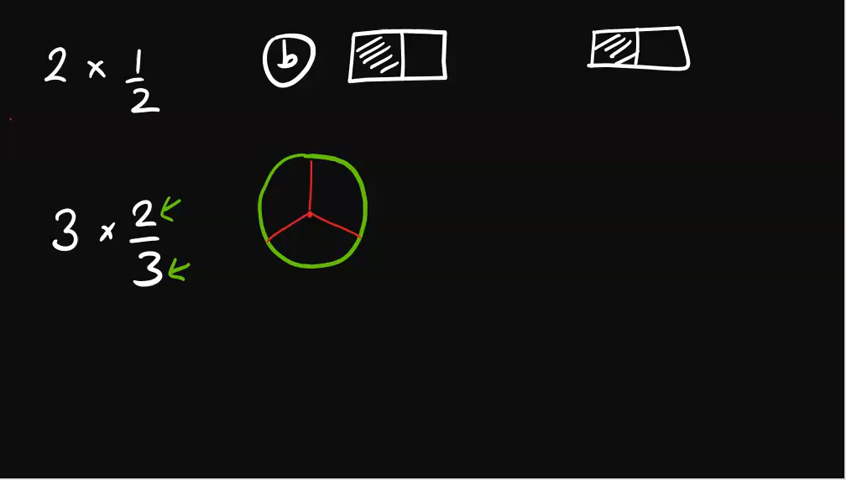 2 × 1/2
b
3 × 2/3